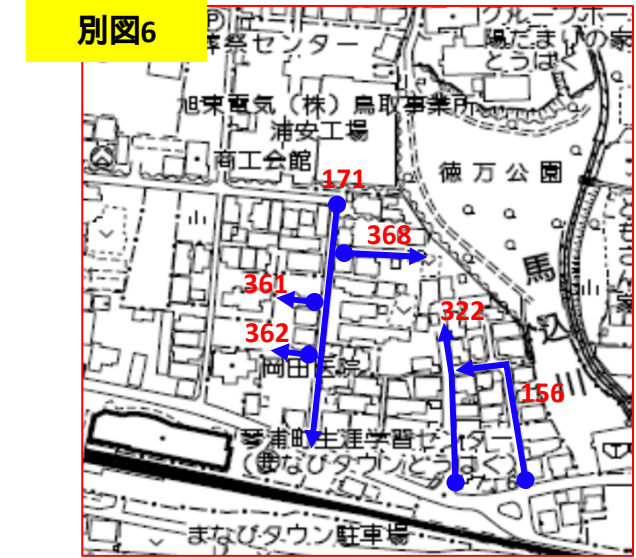 別図6
葬祭センター
グループホー
陽だまりの家
とうはく
旭東電気（株）鳥取事業所
浦安工場
商工会館
徳万公園
171
368
361
362
322
156
馬込川
岡田医院
琴浦町生涯学習センター
（まなびタウンとうはく）
まなびタウン駐車場